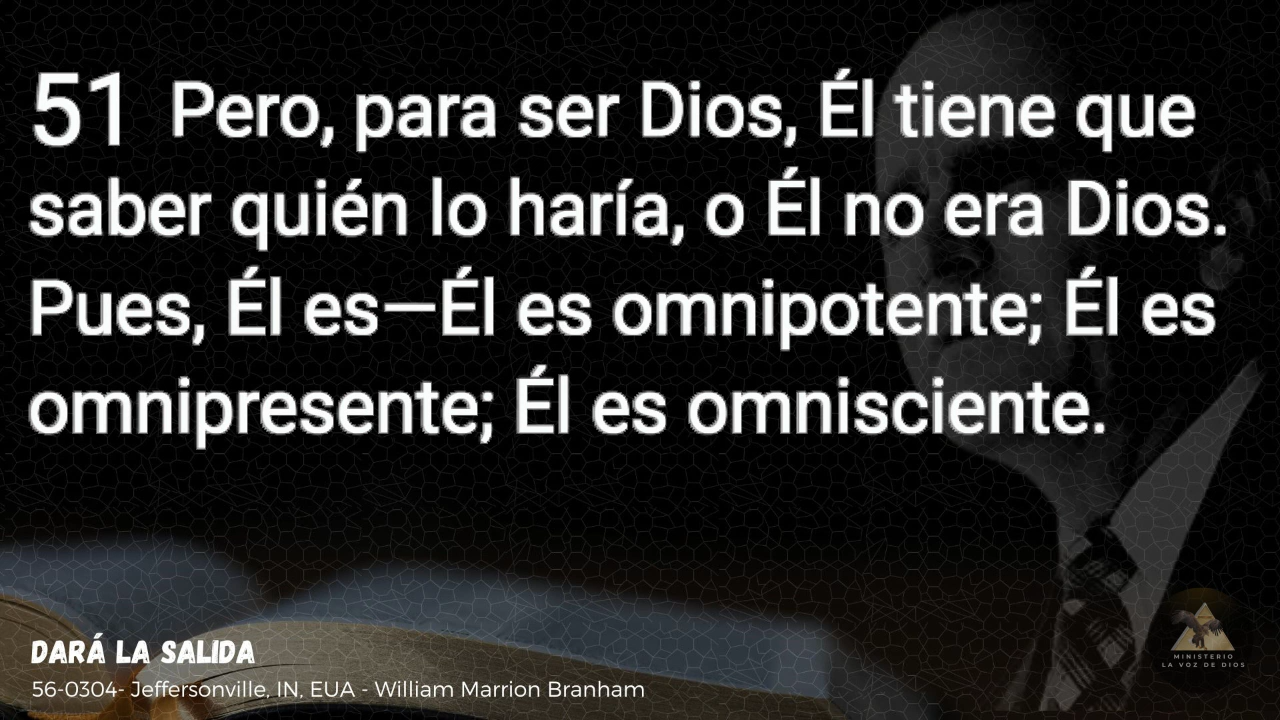 51 Pero, para ser Dios, Él tiene que
saber quién lo haría, o Él no era Dios.
Pues, Él es—Él es omnipotente; Él es
omnipresente; Él es omnisciente.
DARÁ LA SALIDA
56-0304- Jeffersonville, IN, EUA - William Marrion Branham
MINISTERIO
LA VOZ DE DIOS